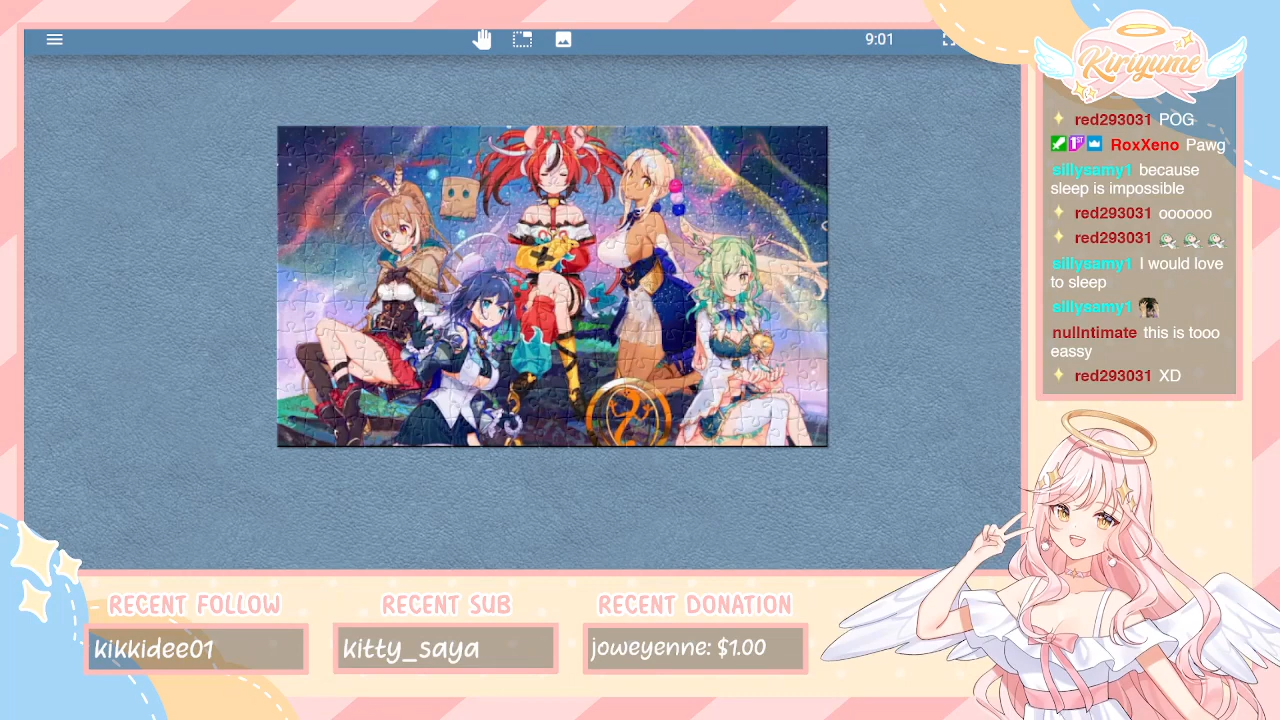 9:01
Kiriyume
red293031 POG
RoxXeno Pawg
sillysamy1 because
sleep is impossible
red293031 oooooo
red293031
sillysamy1 I would love
to sleep
sillysamy1
nullntimate this is tooo
eassy
red293031 XD
RECENT FOLLOW
kikkidee01
RECENT SUB
kitty_saya
RECENT DONATION
joweyenne: $1.00